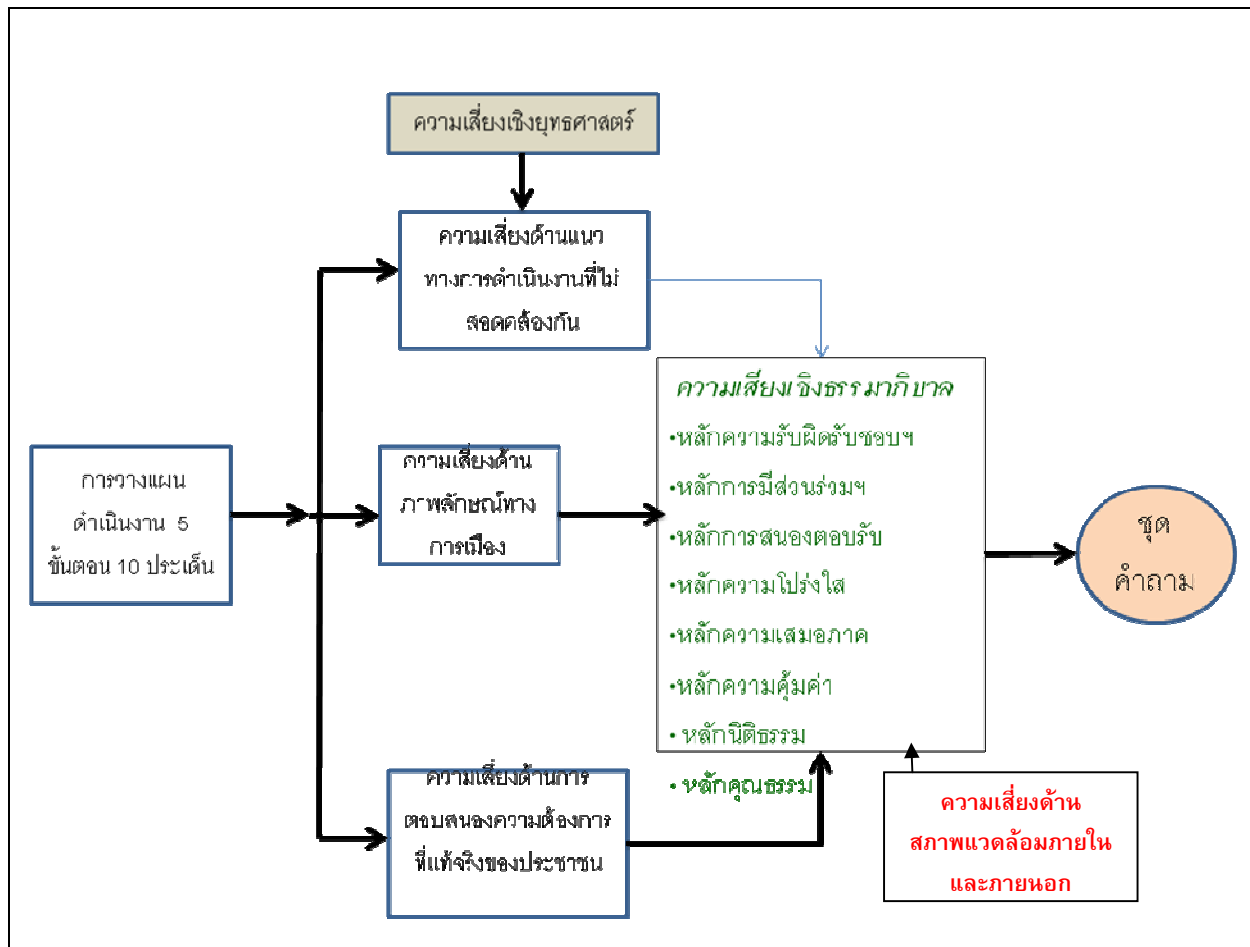 ความเสี่ยงเชิงยุทธศาสตร์
ความเสี่ยงด้านแนว
ทางการดำเนินงานที่ไม่
สอดคล้องกัน
การวางแผน
ดำเนินงาน 5
ขั้นตอน 10 ประเด็น
ความเสี่ยงด้าน
ภาพลักษณ์ทาง
การเมือง
ความเสี่ยงด้านการ
ตอบสนองความต้องการ
ที่แท้จริงของประชาชน
ความเสี่ยงเชิงธรรมาภิบาล
•หลักความรับผิดรับชอบฯ
•หลักการมีส่วนร่วมฯ
•หลักการสนองตอบรับ
•หลักความโปร่งใส
•หลักความเสมอภาค
•หลักความคุ้มค่า
• หลักนิติธรรม
• หลักคุณธรรม
ความเสี่ยงด้าน
สภาพแวดล้อมภายใน
และภายนอก
ชุด
คำถาม